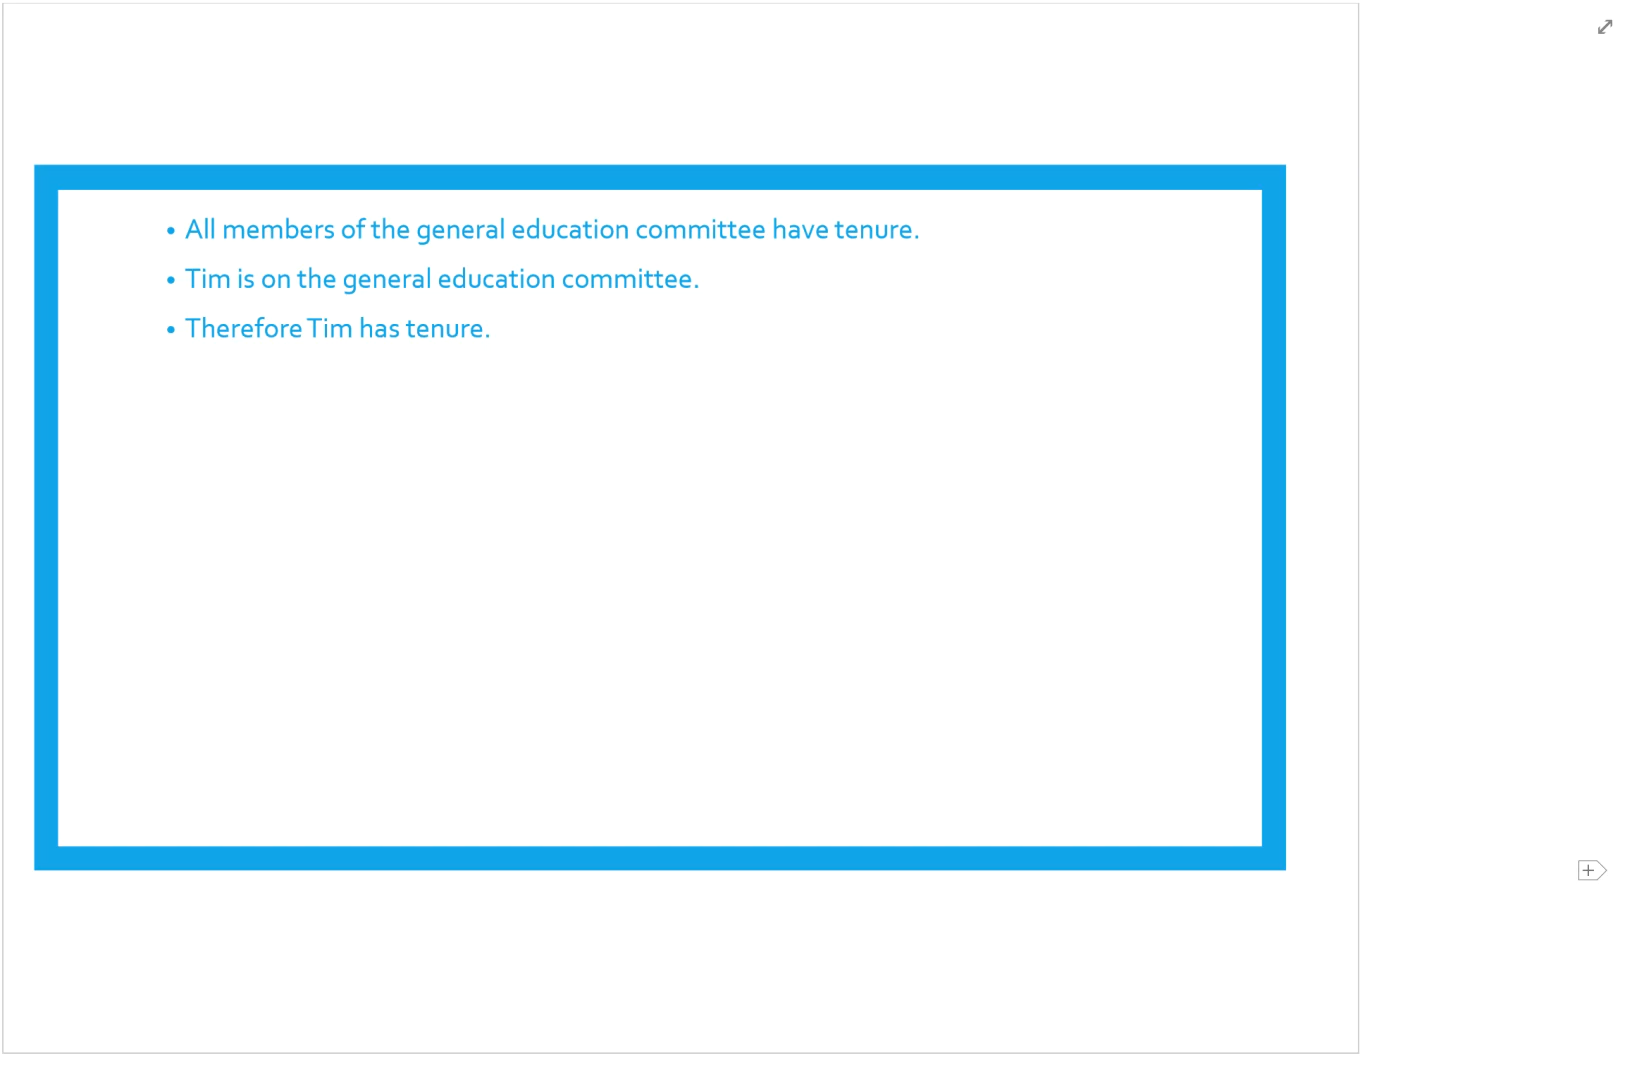 • All members of the general education committee have tenure.
• Tim is on the general education committee.
• Therefore Tim has tenure.